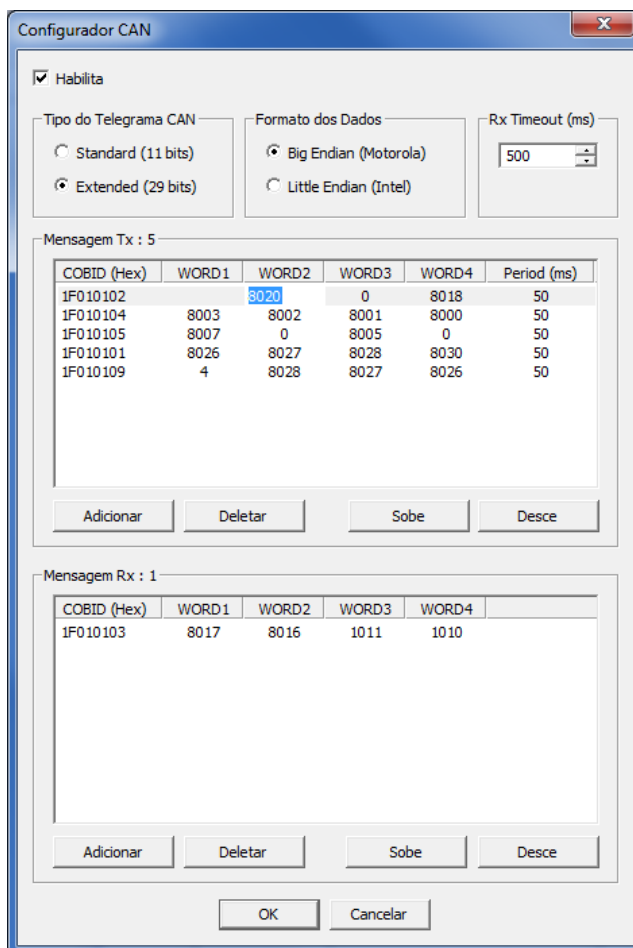 Configurador CAN
Habilita
Tipo do Telegrama CAN
Standard (11 bits)
Extended (29 bits)
Formato dos Dados
Big Endian (Motorola)
Little Endian (Intel)
Rx Timeout (ms)
500
Mensagem Tx : 5
COBID (Hex) WORD1 WORD2 WORD3 WORD4 Period (ms)
1F010102 8020 0 8018 50
1F010104 8003 8002 8001 8000 50
1F010105 8007 0 8005 0 50
1F010101 8026 8027 8028 8030 50
1F010109 4 8028 8027 8026 50
Adicionar Deletar Sobe Desce
Mensagem Rx : 1
COBID (Hex) WORD1 WORD2 WORD3 WORD4
1F010103 8017 8016 1011 1010
Adicionar Deletar Sobe Desce
OK Cancelar